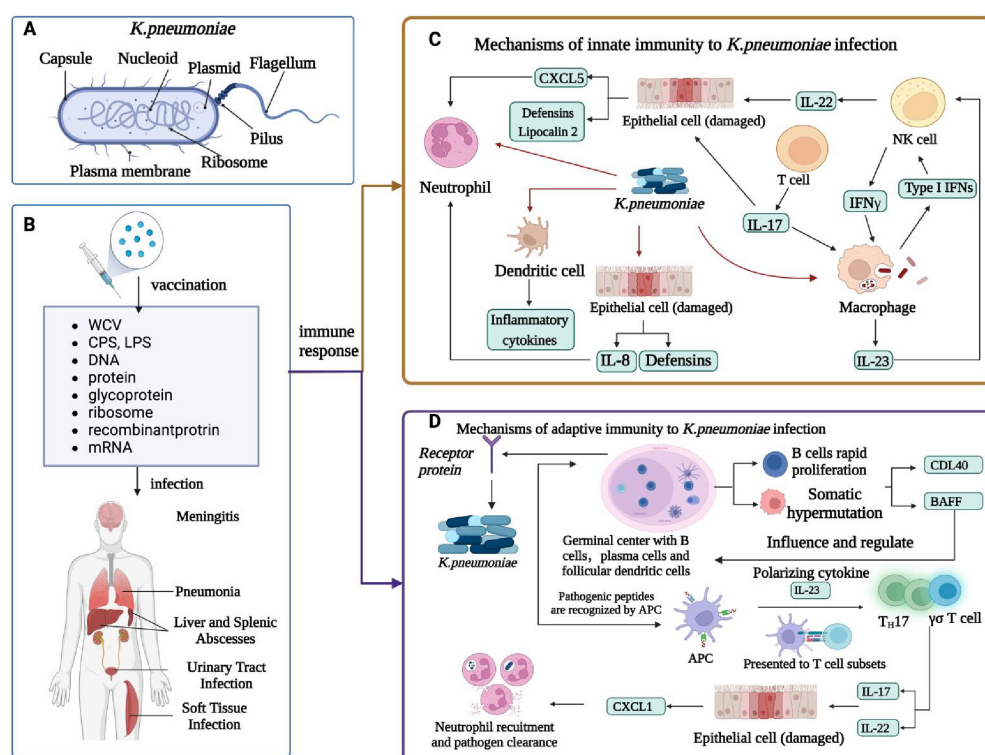 A
K.pneumoniae
Capsule
Nucleoid
Plasmid
Flagellum
Pilus
Ribosome
Plasma membrane
B
vaccination
WCV
CPS, LPS
DNA
protein
glycoprotein
ribosome
recombinantprotrin
mRNA
infection
Meningitis
Pneumonia
Liver and Splenic
Abscesses
Urinary Tract
Infection
Soft Tissue
Infection
immune
response
C
Mechanisms of innate immunity to K.pneumoniae infection
CXCL5
Defensins
Lipocalin 2
Epithelial cell (damaged)
IL-22
NK cell
T cell
Neutrophil
K.pneumoniae
IL-17
IFNγ
Type I IFNs
Dendritic cell
Macrophage
Inflammatory
cytokines
Epithelial cell (damaged)
IL-8
Defensins
IL-23
D
Mechanisms of adaptive immunity to K.pneumoniae infection
Receptor
protein
K.pneumoniae
Germinal center with B
cells, plasma cells and
follicular dendritic cells
B cells rapid
proliferation
Somatic
hypermutation
CDL40
BAFF
Influence and regulate
Pathogenic peptides
are recognized by APC
APC
Polarizing cytokine
IL-23
Presented to T cell subsets
TH17
γσ T cell
IL-17
IL-22
Epithelial cell (damaged)
CXCL1
Neutrophil recuitment
and pathogen clearance